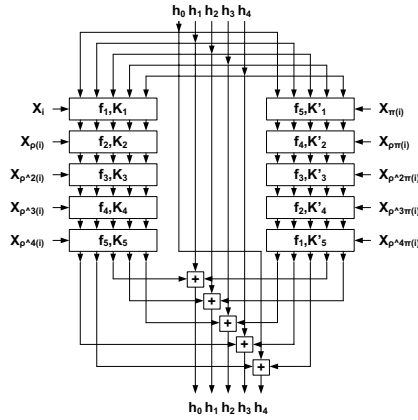 h₀ h₁ h₂ h₃ h₄
Xᵢ f₁,K₁ f₅,K'₁ X_π(i)
X_ρ(i) f₂,K₂ f₄,K'₂ X_ρπ(i)
X_ρ^2(i) f₃,K₃ f₃,K'₃ X_ρ^2π(i)
X_ρ^3(i) f₄,K₄ f₂,K'₄ X_ρ^3π(i)
X_ρ^4(i) f₅,K₅ f₁,K'₅ X_ρ^4π(i)
+
+
+
+
+
h₀ h₁ h₂ h₃ h₄